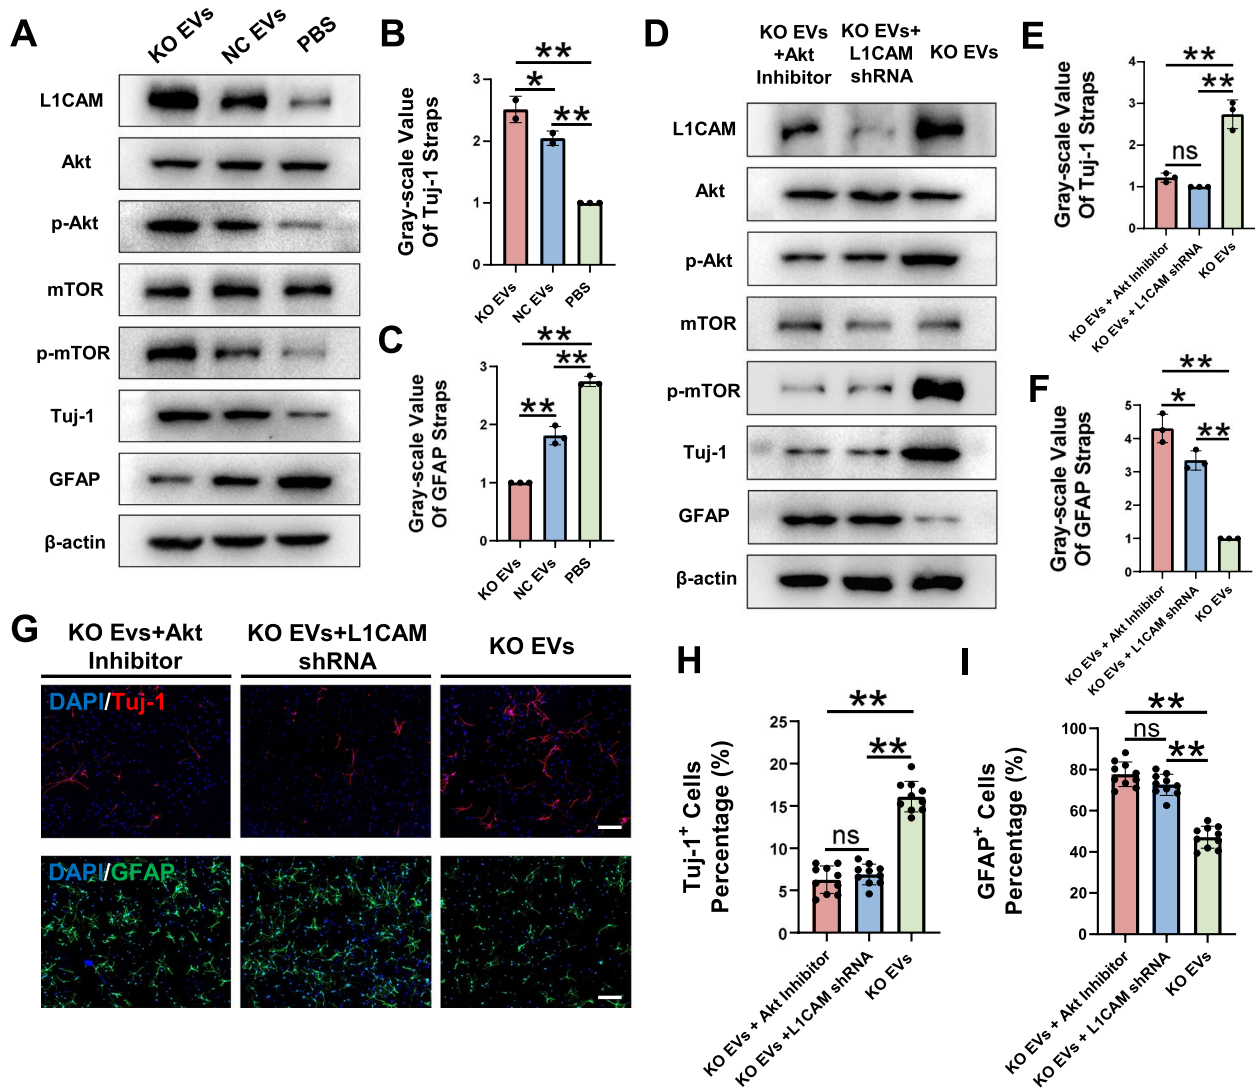 A
KO EVs
NC EVs
PBS
L1CAM
Akt
p-Akt
mTOR
p-mTOR
Tuj-1
GFAP
β-actin
B
Gray-scale Value
Of Tuj-1 Straps
3
2
1
0
**
*
**
KO EVs
NC EVs
PBS
C
Gray-scale Value
Of GFAP Straps
3
2
1
0
**
**
**
KO EVs
NC EVs
PBS
D
KO EVs
+Akt
Inhibitor
KO EVs+
L1CAM
shRNA
KO EVs
L1CAM
Akt
p-Akt
mTOR
p-mTOR
Tuj-1
GFAP
β-actin
E
Gray-scale Value
Of Tuj-1 Straps
4
3
2
1
0
**
**
ns
KO EVs + Akt Inhibitor
KO EVs + L1CAM shRNA
KO EVs
F
Gray-scale Value
Of GFAP Straps
5
4
3
2
1
0
**
*
**
KO EVs + Akt Inhibitor
KO EVs + L1CAM shRNA
KO EVs
G
KO Evs+Akt
Inhibitor
KO EVs+L1CAM
shRNA
KO EVs
DAPI/Tuj-1
DAPI/GFAP
H
Tuj-1+ Cells
Percentage (%)
25
20
15
10
5
0
**
**
ns
KO EVs + Akt Inhibitor
KO EVs +L1CAM shRNA
KO EVs
I
GFAP+ Cells
Percentage (%)
100
80
60
40
20
0
**
ns
**
KO EVs + Akt Inhibitor
KO EVs + L1CAM shRNA
KO EVs